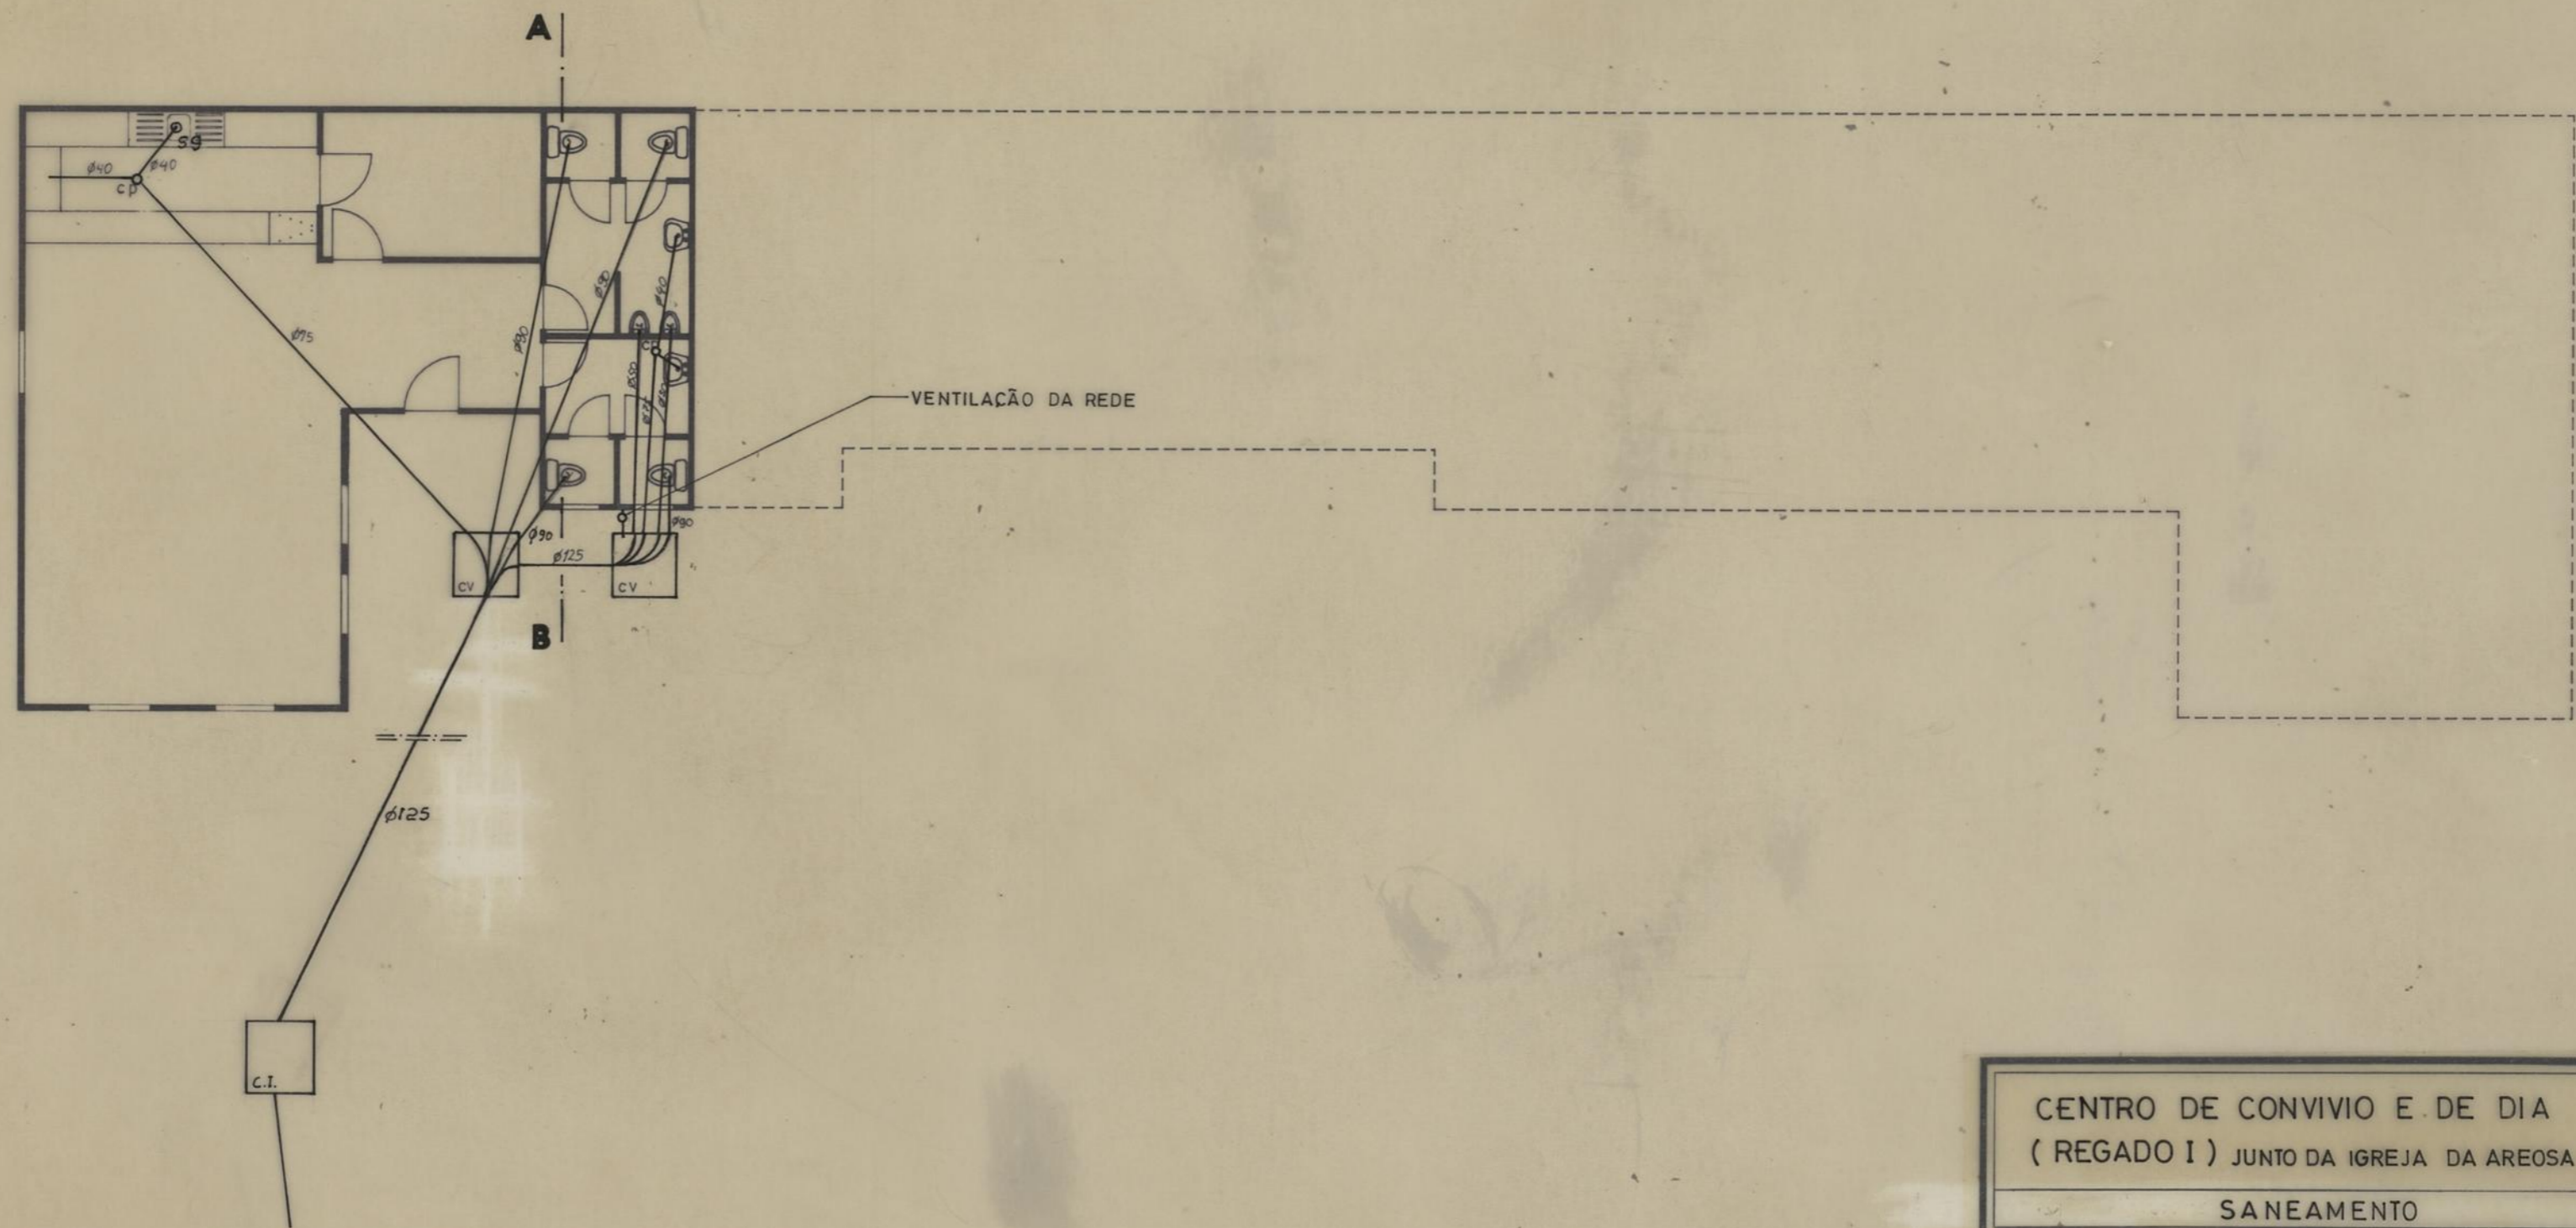 A
sg
ø40
ø40
cp
ø90
ø40
ø75
ø90
VENTILAÇÃO DA REDE
ø90
ø90
ø125
CV
CV
B
ø125
C.I.
CENTRO DE CONVIVIO E DE DIA
( REGADO I ) JUNTO DA IGREJA DA AREOSA
SANEAMENTO